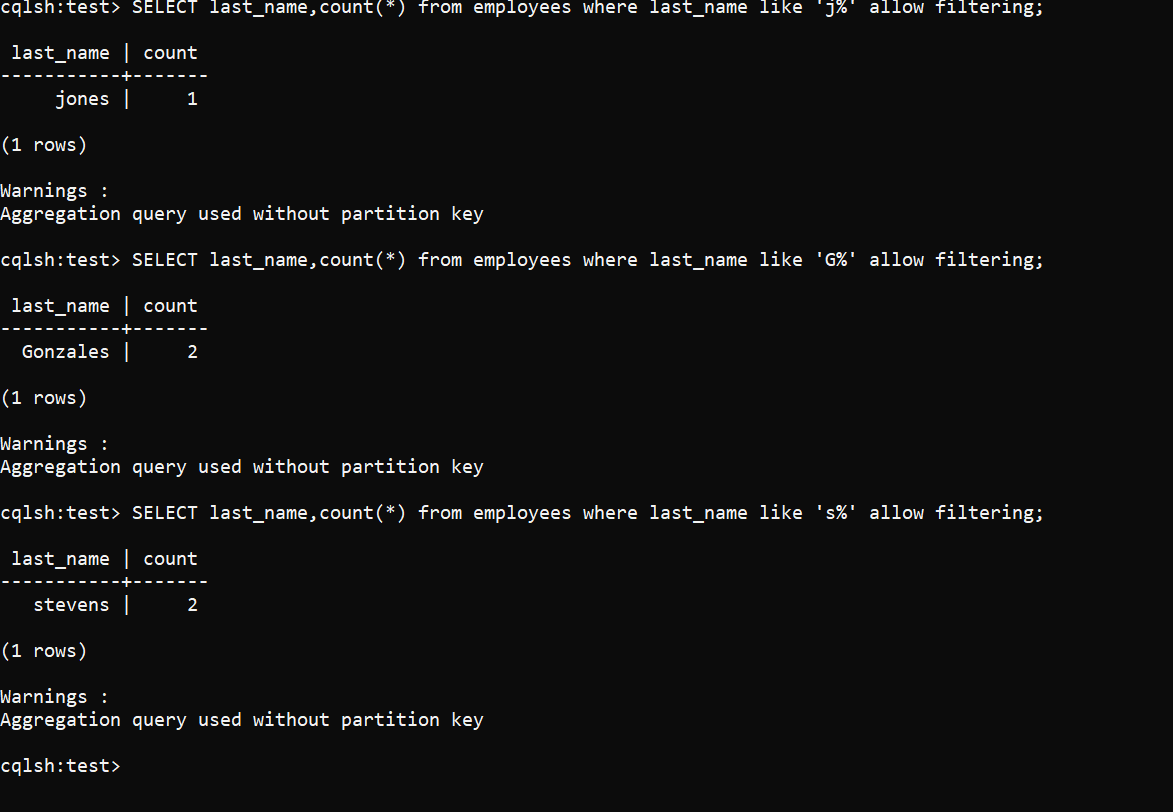 cqlsh:test> SELECT last_name,count(*) from employees where last_name like 'j%' allow filtering;
 last_name | count
-----------+-------
     jones |     1
(1 rows)
Warnings :
Aggregation query used without partition key
cqlsh:test> SELECT last_name,count(*) from employees where last_name like 'G%' allow filtering;
 last_name | count
-----------+-------
  Gonzales |     2
(1 rows)
Warnings :
Aggregation query used without partition key
cqlsh:test> SELECT last_name,count(*) from employees where last_name like 's%' allow filtering;
 last_name | count
-----------+-------
   stevens |     2
(1 rows)
Warnings :
Aggregation query used without partition key
cqlsh:test>